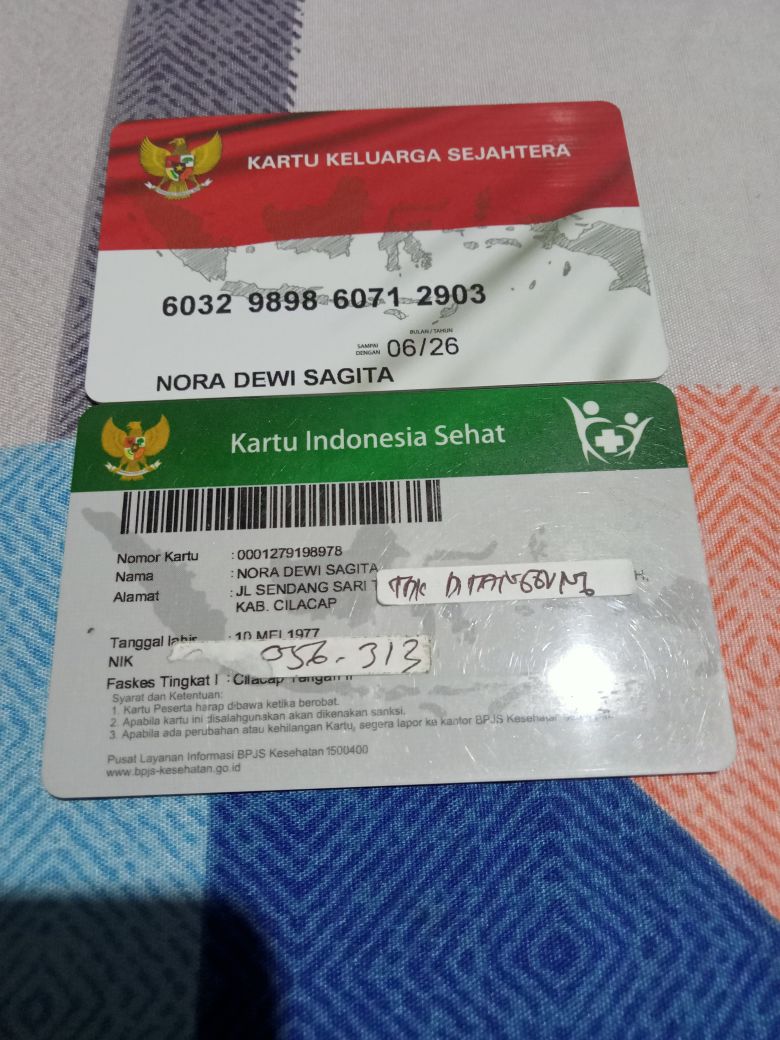 KARTU KELUARGA SEJAHTERA
6032 9898 6071 2903
BULAN / TAHUN
SAMPAI DENGAN 06/26
NORA DEWI SAGITA
Kartu Indonesia Sehat
Nomor Kartu : 0001279198978
Nama : NORA DEWI SAGITA
Alamat : JL SENDANG SARI
KAB. CILACAP
Tanggal lahir : 10 MEI 1977
NIK 056-313
Faskes Tingkat I : Cilacap
Syarat dan Ketentuan:
1. Kartu Peserta harap dibawa ketika berobat.
2. Apabila kartu ini disalahgunakan akan dikenakan sanksi.
3. Apabila ada perubahan atau kehilangan Kartu, segera lapor ke kantor BPJS Kesehatan
Pusat Layanan Informasi BPJS Kesehatan 1500400
www.bpjs-kesehatan.go.id